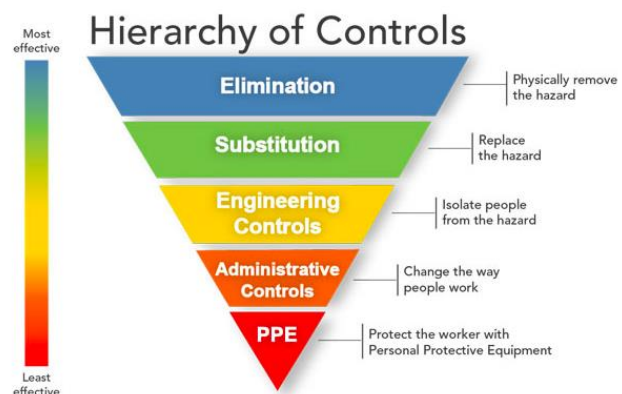 Hierarchy of Controls
Most
effective
Elimination
Physically remove
the hazard
Substitution
Replace
the hazard
Engineering
Controls
Isolate people
from the hazard
Administrative
Controls
Change the way
people work
PPE
Protect the worker with
Personal Protective Equipment
Least
effective